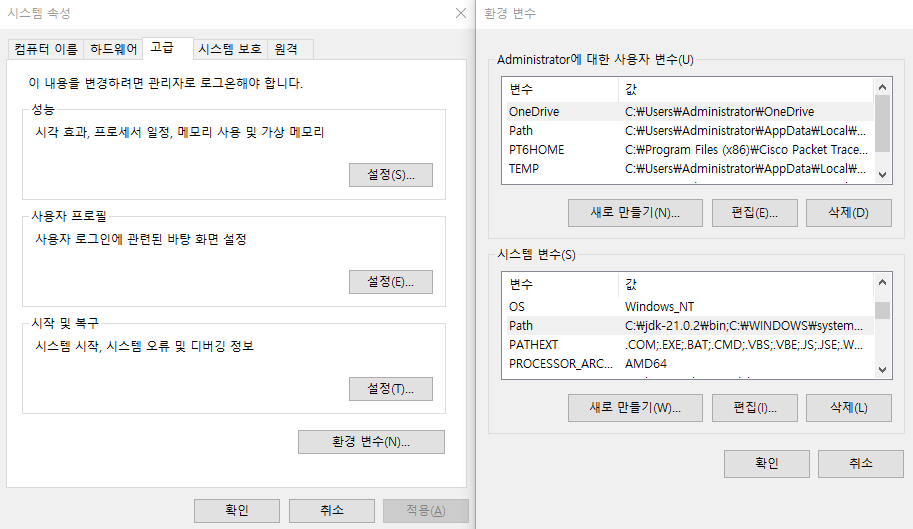 시스템 속성
컴퓨터 이름 하드웨어 고급 시스템 보호 원격
이 내용을 변경하려면 관리자로 로그온해야 합니다.
성능
시각 효과, 프로세서 일정, 메모리 사용 및 가상 메모리
설정(S)...
사용자 프로필
사용자 로그인에 관련된 바탕 화면 설정
설정(E)...
시작 및 복구
시스템 시작, 시스템 오류 및 디버깅 정보
설정(T)...
환경 변수(N)...
확인 취소 적용(A)
환경 변수
Administrator에 대한 사용자 변수(U)
변수 값
OneDrive C:₩Users₩Administrator₩OneDrive
Path C:₩Users₩Administrator₩AppData₩Local₩...
PT6HOME C:₩Program Files (x86)₩Cisco Packet Trace...
TEMP C:₩Users₩Administrator₩AppData₩Local₩...
새로 만들기(N)... 편집(E)... 삭제(D)
시스템 변수(S)
변수 값
OS Windows_NT
Path C:₩jdk-21.0.2₩bin;C:₩WINDOWS₩system...
PATHEXT .COM;.EXE;.BAT;.CMD;.VBS;.VBE;.JS;.JSE;.W...
PROCESSOR_ARC... AMD64
새로 만들기(W)... 편집(I)... 삭제(L)
확인 취소